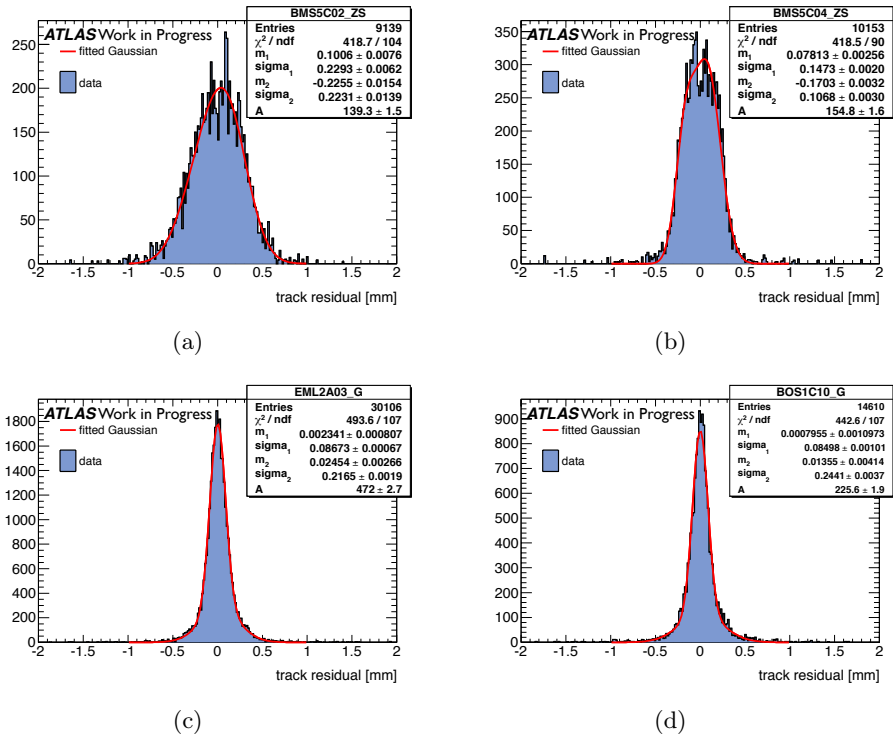 BMS5C02_ZS
Entries 9139
χ² / ndf 418.7 / 104
m₁ 0.1006 ± 0.0076
sigma₁ 0.2293 ± 0.0062
m₂ -0.2255 ± 0.0154
sigma₂ 0.2231 ± 0.0139
A 139.3 ± 1.5
ATLAS Work in Progress
fitted Gaussian
data
250
200
150
100
50
0
-2 -1.5 -1 -0.5 0 0.5 1 1.5 2
track residual [mm]
(a)
BMS5C04_ZS
Entries 10153
χ² / ndf 418.5 / 90
m₁ 0.07813 ± 0.00256
sigma₁ 0.1473 ± 0.0020
m₂ -0.1703 ± 0.0032
sigma₂ 0.1068 ± 0.0030
A 154.8 ± 1.6
ATLAS Work in Progress
fitted Gaussian
data
350
300
250
200
150
100
50
0
-2 -1.5 -1 -0.5 0 0.5 1 1.5 2
track residual [mm]
(b)
EML2A03_G
Entries 30106
χ² / ndf 493.6 / 107
m₁ 0.002341 ± 0.000807
sigma₁ 0.08673 ± 0.00067
m₂ 0.02454 ± 0.00266
sigma₂ 0.2165 ± 0.0019
A 472 ± 2.7
ATLAS Work in Progress
fitted Gaussian
data
1800
1600
1400
1200
1000
800
600
400
200
0
-2 -1.5 -1 -0.5 0 0.5 1 1.5 2
track residual [mm]
(c)
BOS1C10_G
Entries 14610
χ² / ndf 442.6 / 107
m₁ 0.0007955 ± 0.0010973
sigma₁ 0.08498 ± 0.00101
m₂ 0.01355 ± 0.00414
sigma₂ 0.2441 ± 0.0037
A 225.6 ± 1.9
ATLAS Work in Progress
fitted Gaussian
data
900
800
700
600
500
400
300
200
100
0
-2 -1.5 -1 -0.5 0 0.5 1 1.5 2
track residual [mm]
(d)